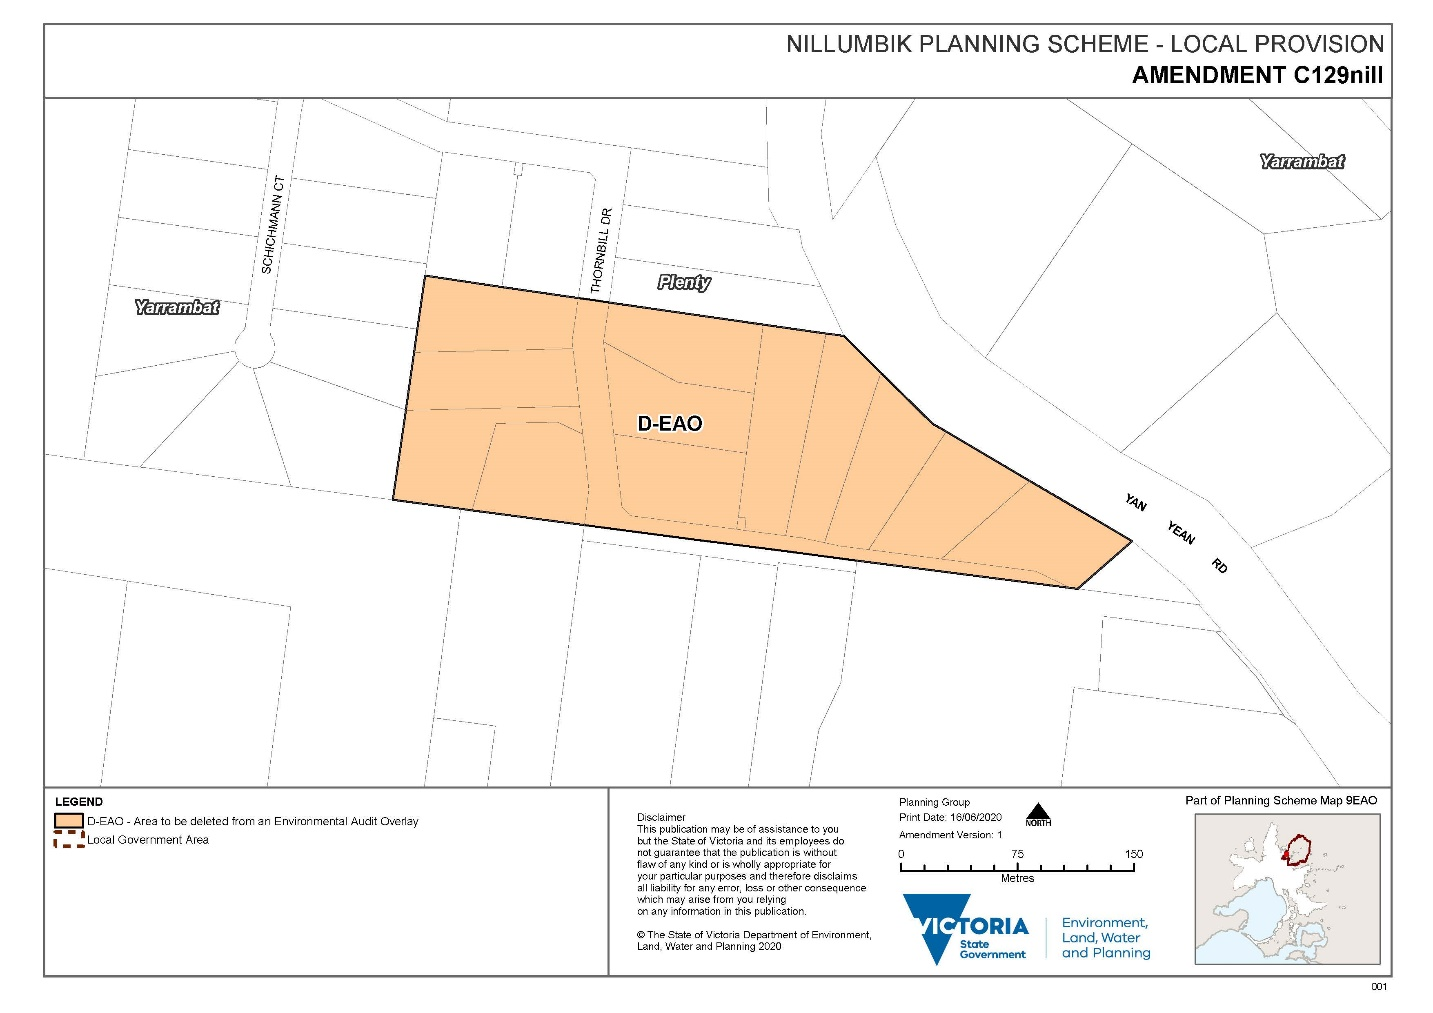 NILLUMBIK PLANNING SCHEME - LOCAL PROVISION
AMENDMENT C129nill
Yarrambat
SCHICHMANN CT
THORNBILL DR
Plenty
Yarrambat
D-EAO
YAN YEAN RD
LEGEND
D-EAO - Area to be deleted from an Environmental Audit Overlay
Local Government Area
Disclaimer
This publication may be of assistance to you
but the State of Victoria and its employees do
not guarantee that the publication is without
flaw of any kind or is wholly appropriate for
your particular purposes and therefore disclaims
all liability for any error, loss or other consequence
which may arise from you relying
on any information in this publication.
© The State of Victoria Department of Environment,
Land, Water and Planning 2020
Planning Group
Print Date: 16/06/2020
Amendment Version: 1
NORTH
0 75 150
Metres
VICTORIA
State
Government
Environment,
Land, Water
and Planning
Part of Planning Scheme Map 9EAO
001